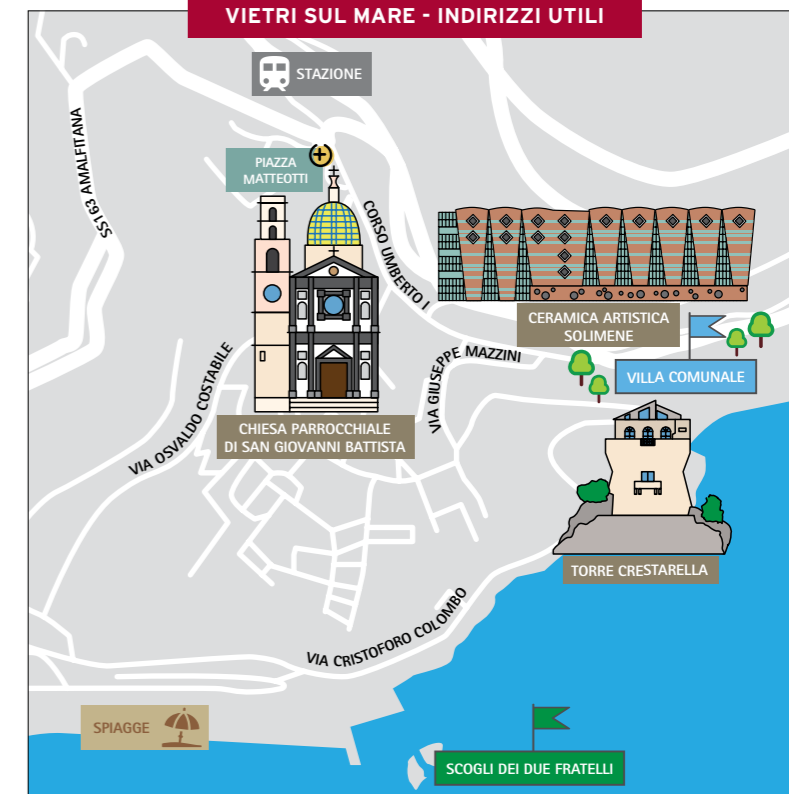 VIETRI SUL MARE - INDIRIZZI UTILI
STAZIONE
SS163 AMALFITANA
PIAZZA
MATTEOTTI
CORSO UMBERTO I
CERAMICA ARTISTICA
SOLIMENE
VIA GIUSEPPE MAZZINI
VILLA COMUNALE
VIA OSVALDO COSTABILE
CHIESA PARROCCHIALE
DI SAN GIOVANNI BATTISTA
TORRE CRESTARELLA
VIA CRISTOFORO COLOMBO
SPIAGGE
SCOGLI DEI DUE FRATELLI